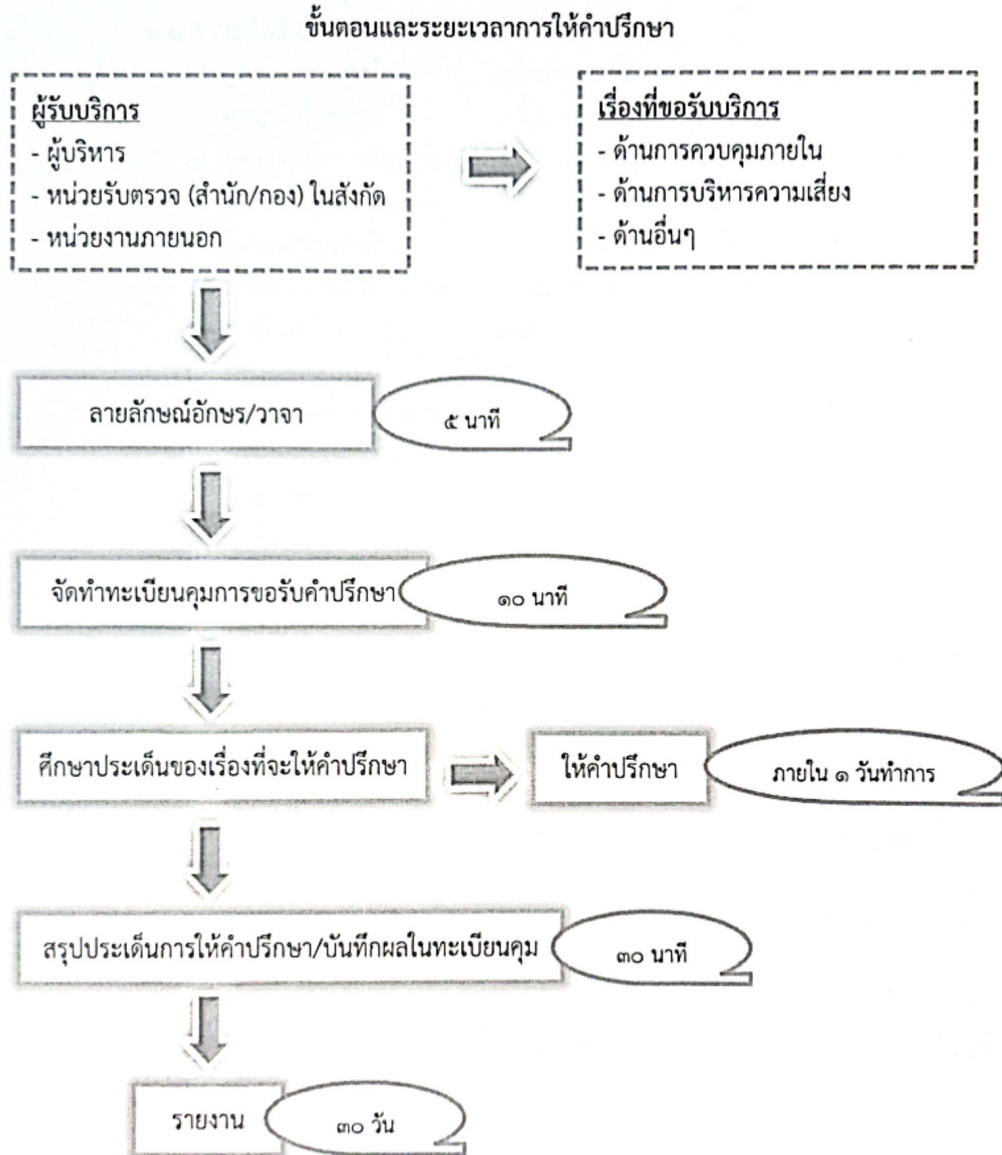 ขั้นตอนและระยะเวลาการให้คำปรึกษา
ผู้รับบริการ
- ผู้บริหาร
- หน่วยรับตรวจ (สำนัก/กอง) ในสังกัด
- หน่วยงานภายนอก
เรื่องที่ขอรับบริการ
- ด้านการควบคุมภายใน
- ด้านการบริหารความเสี่ยง
- ด้านอื่นๆ
ลายลักษณ์อักษร/วาจา
๕ นาที
จัดทำทะเบียนคุมการขอรับคำปรึกษา
๑๐ นาที
ศึกษาประเด็นของเรื่องที่จะให้คำปรึกษา
ให้คำปรึกษา
ภายใน ๑ วันทำการ
สรุปประเด็นการให้คำปรึกษา/บันทึกผลในทะเบียนคุม
๓๐ นาที
รายงาน
๓๐ วัน